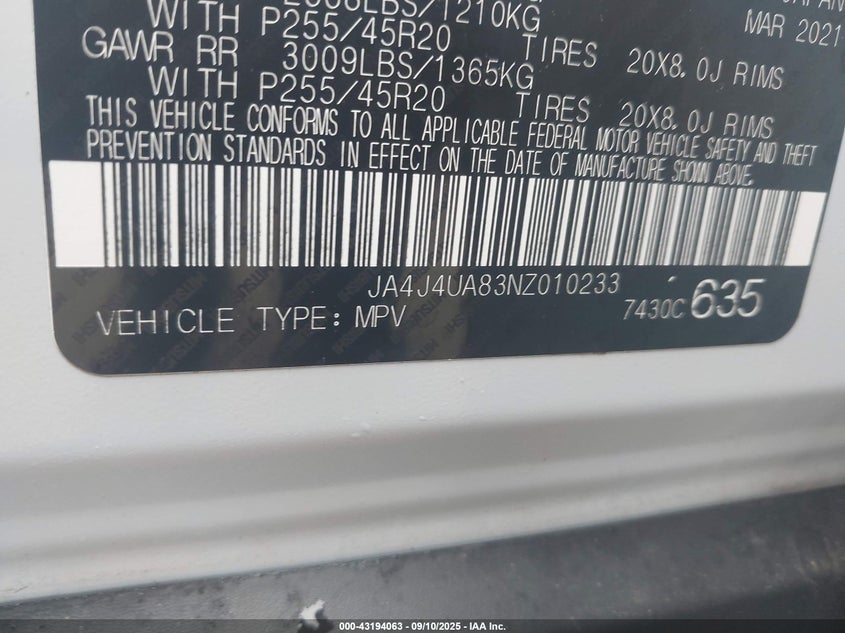 LBS/1210KG
MAR 2021
WITH P255/45R20 TIRES 20X8.0J RIMS
GAWR RR 3009LBS/1365KG
WITH P255/45R20 TIRES 20X8.0J RIMS
THIS VEHICLE CONFORMS TO ALL APPLICABLE FEDERAL MOTOR VEHICLE SAFETY AND THEFT
PREVENTION STANDARDS IN EFFECT ON THE DATE OF MANUFACTURE SHOWN ABOVE.
JA4J4UA83NZ010233
VEHICLE TYPE: MPV 7430C 635
000-43194063 - 09/10/2025 - IAA Inc.